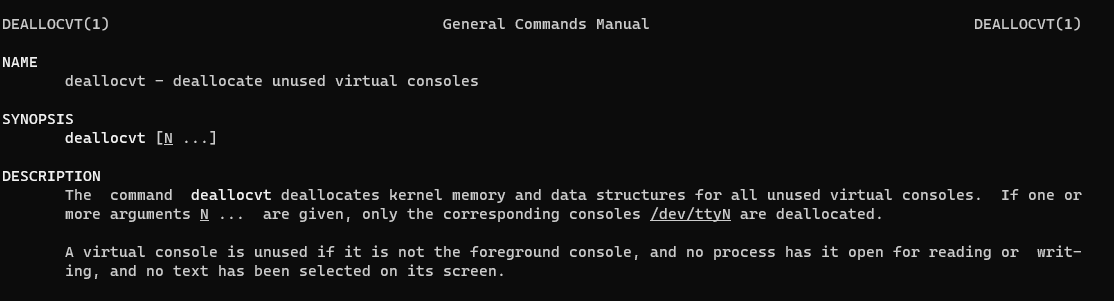 DEALLOCVT(1) General Commands Manual DEALLOCVT(1)
NAME
deallocvt - deallocate unused virtual consoles
SYNOPSIS
deallocvt [N ...]
DESCRIPTION
The command deallocvt deallocates kernel memory and data structures for all unused virtual consoles. If one or
more arguments N ... are given, only the corresponding consoles /dev/ttyN are deallocated.
A virtual console is unused if it is not the foreground console, and no process has it open for reading or writ-
ing, and no text has been selected on its screen.